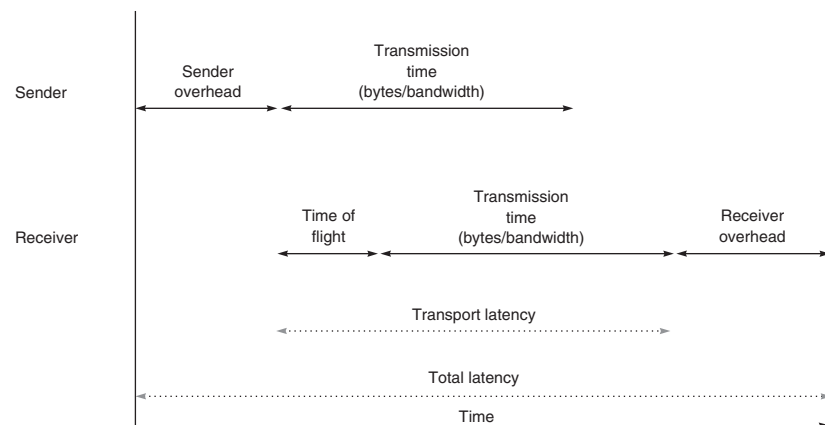 Transmission
time
(bytes/bandwidth)
Sender
overhead
Sender
Transmission
time
(bytes/bandwidth)
Time of
flight
Receiver
overhead
Receiver
Transport latency
Total latency
Time